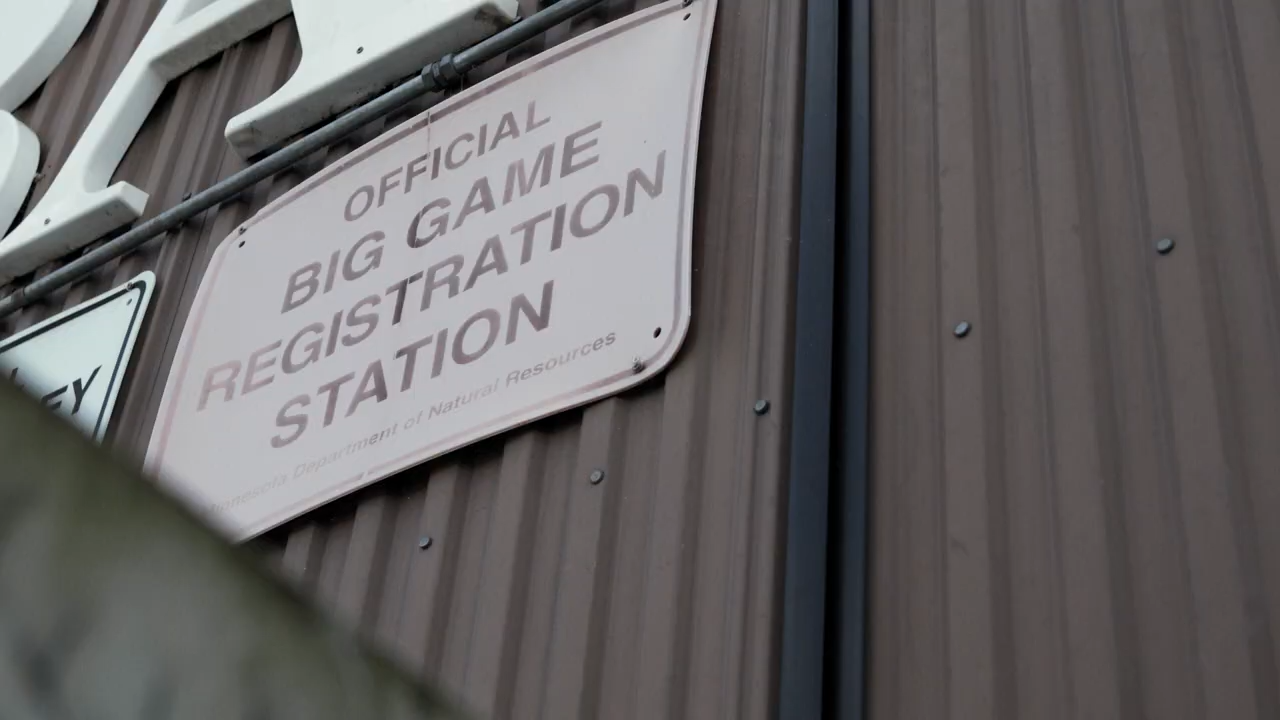 OFFICIAL
BIG GAME
REGISTRATION
STATION
Department of Natural Resources